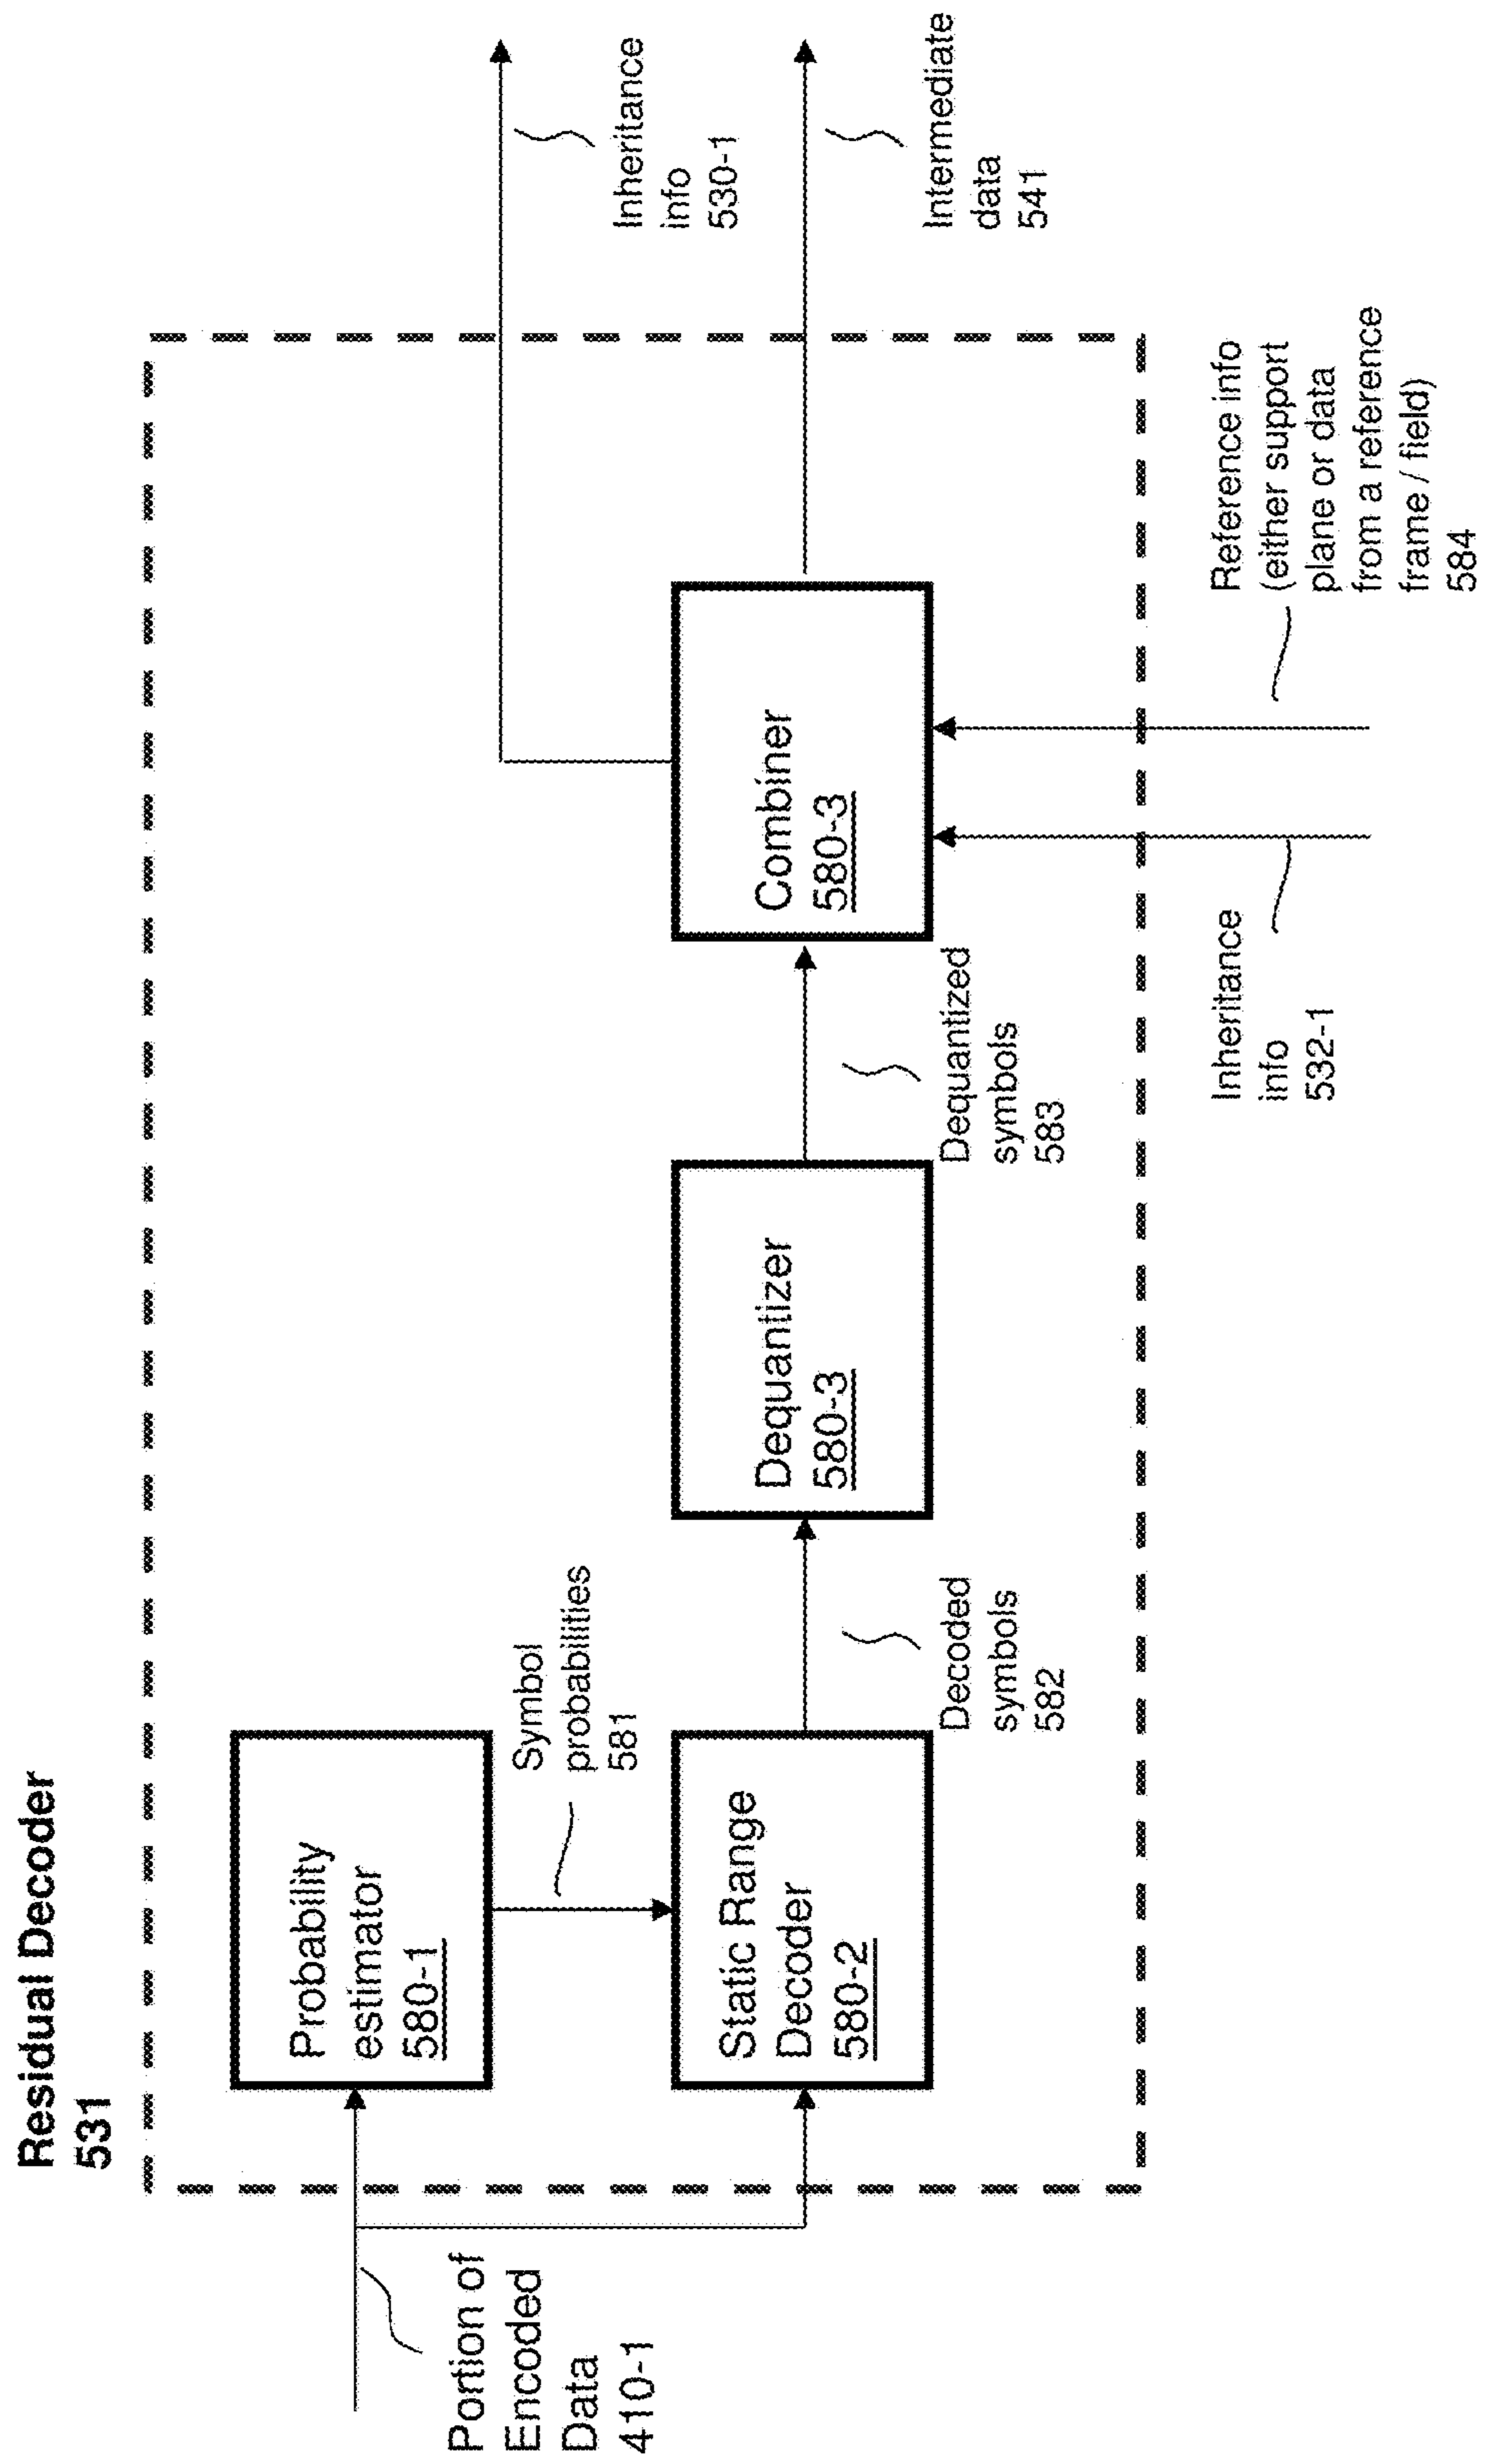 Residual Decoder
531
Portion of
Encoded
Data
410-1
Probability
estimator
580-1
Symbol
probabilities
581
Static Range
Decoder
580-2
Decoded
symbols
582
Dequantizer
580-3
Dequantized
symbols
583
Combiner
580-3
Inheritance
info
532-1
Reference info
(either support
plane or data
from a reference
frame / field)
584
Inheritance
info
530-1
Intermediate
data
541